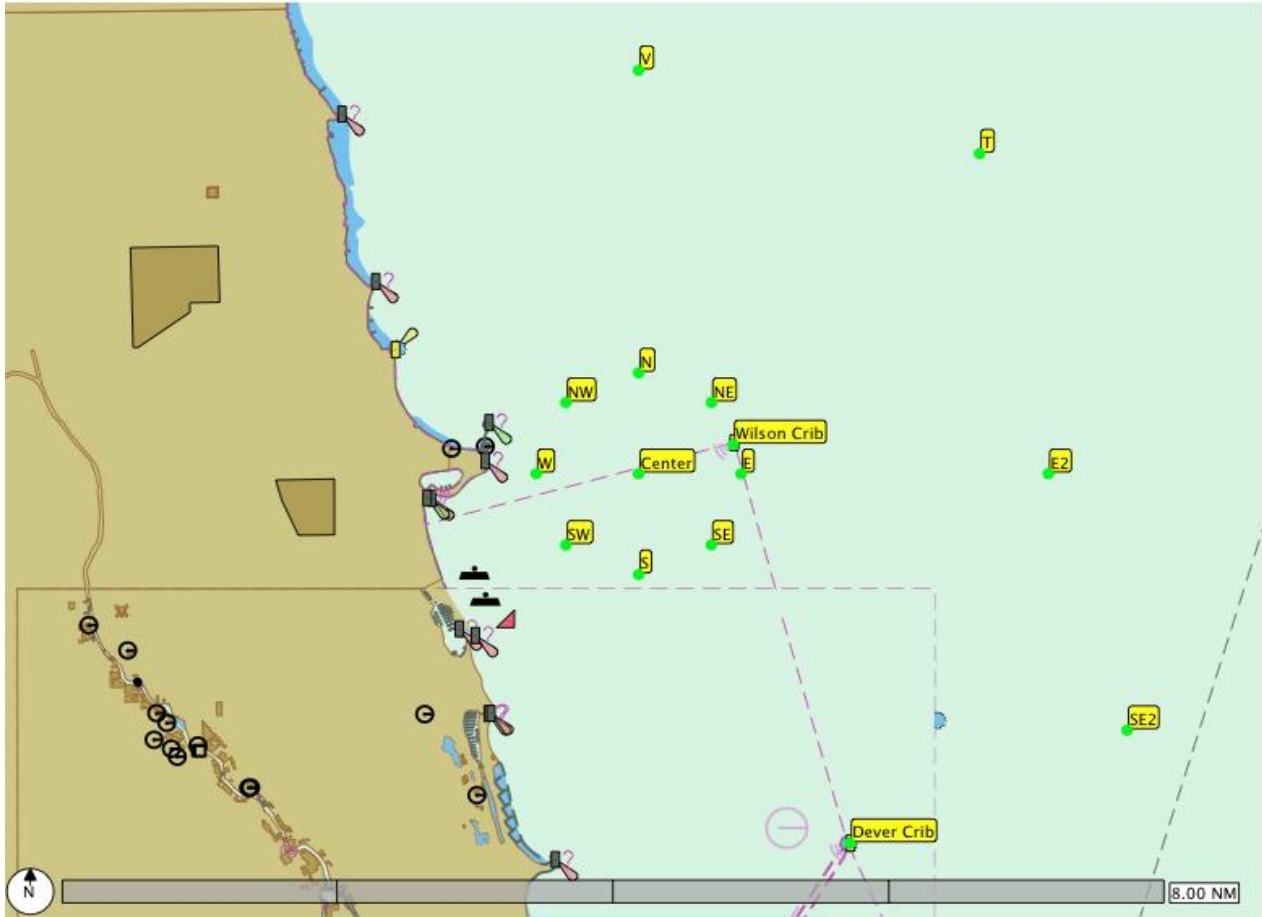 V
T
N
NW
NE
Wilson Crib
W
Center
E
E2
SW
SE
S
SE2
Dever Crib
N
8.00 NM